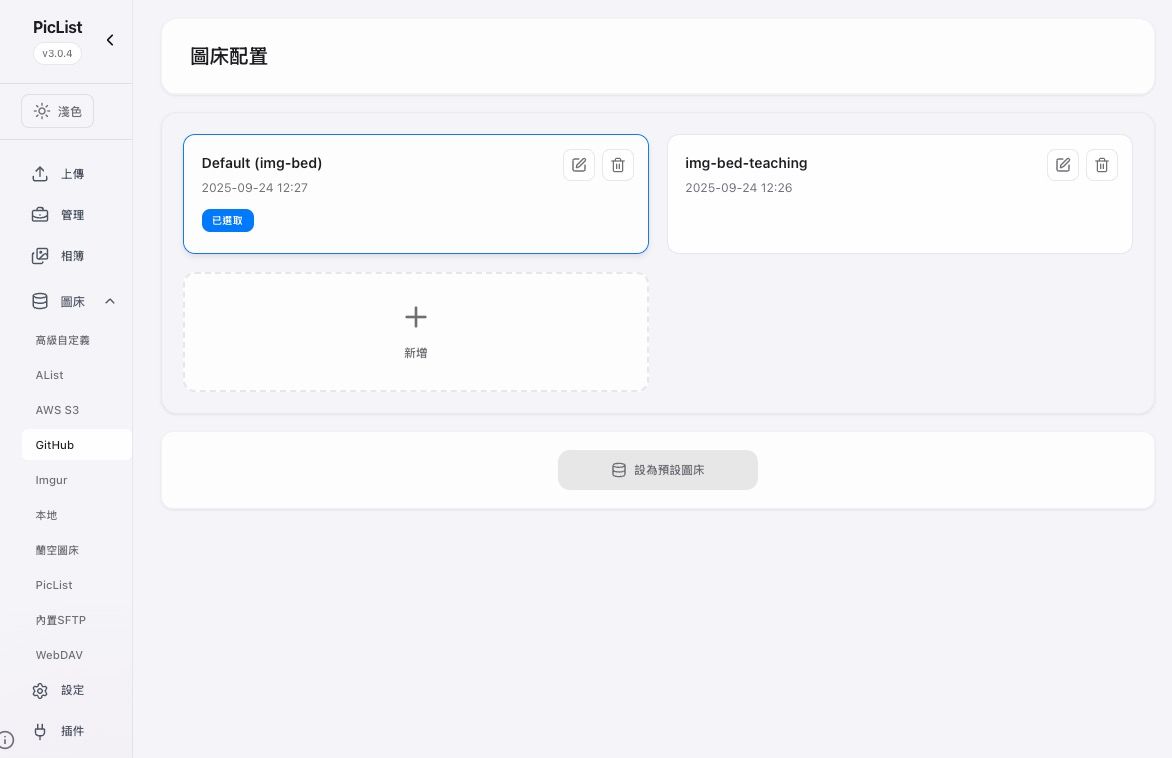 PicList
v3.0.4
淺色
上傳
管理
相簿
圖床
高級自定義
AList
AWS S3
GitHub
Imgur
本地
蘭空圖床
PicList
內置SFTP
WebDAV
設定
插件
圖床配置
Default (img-bed)
2025-09-24 12:27
已選取
img-bed-teaching
2025-09-24 12:26
新增
設為預設圖床